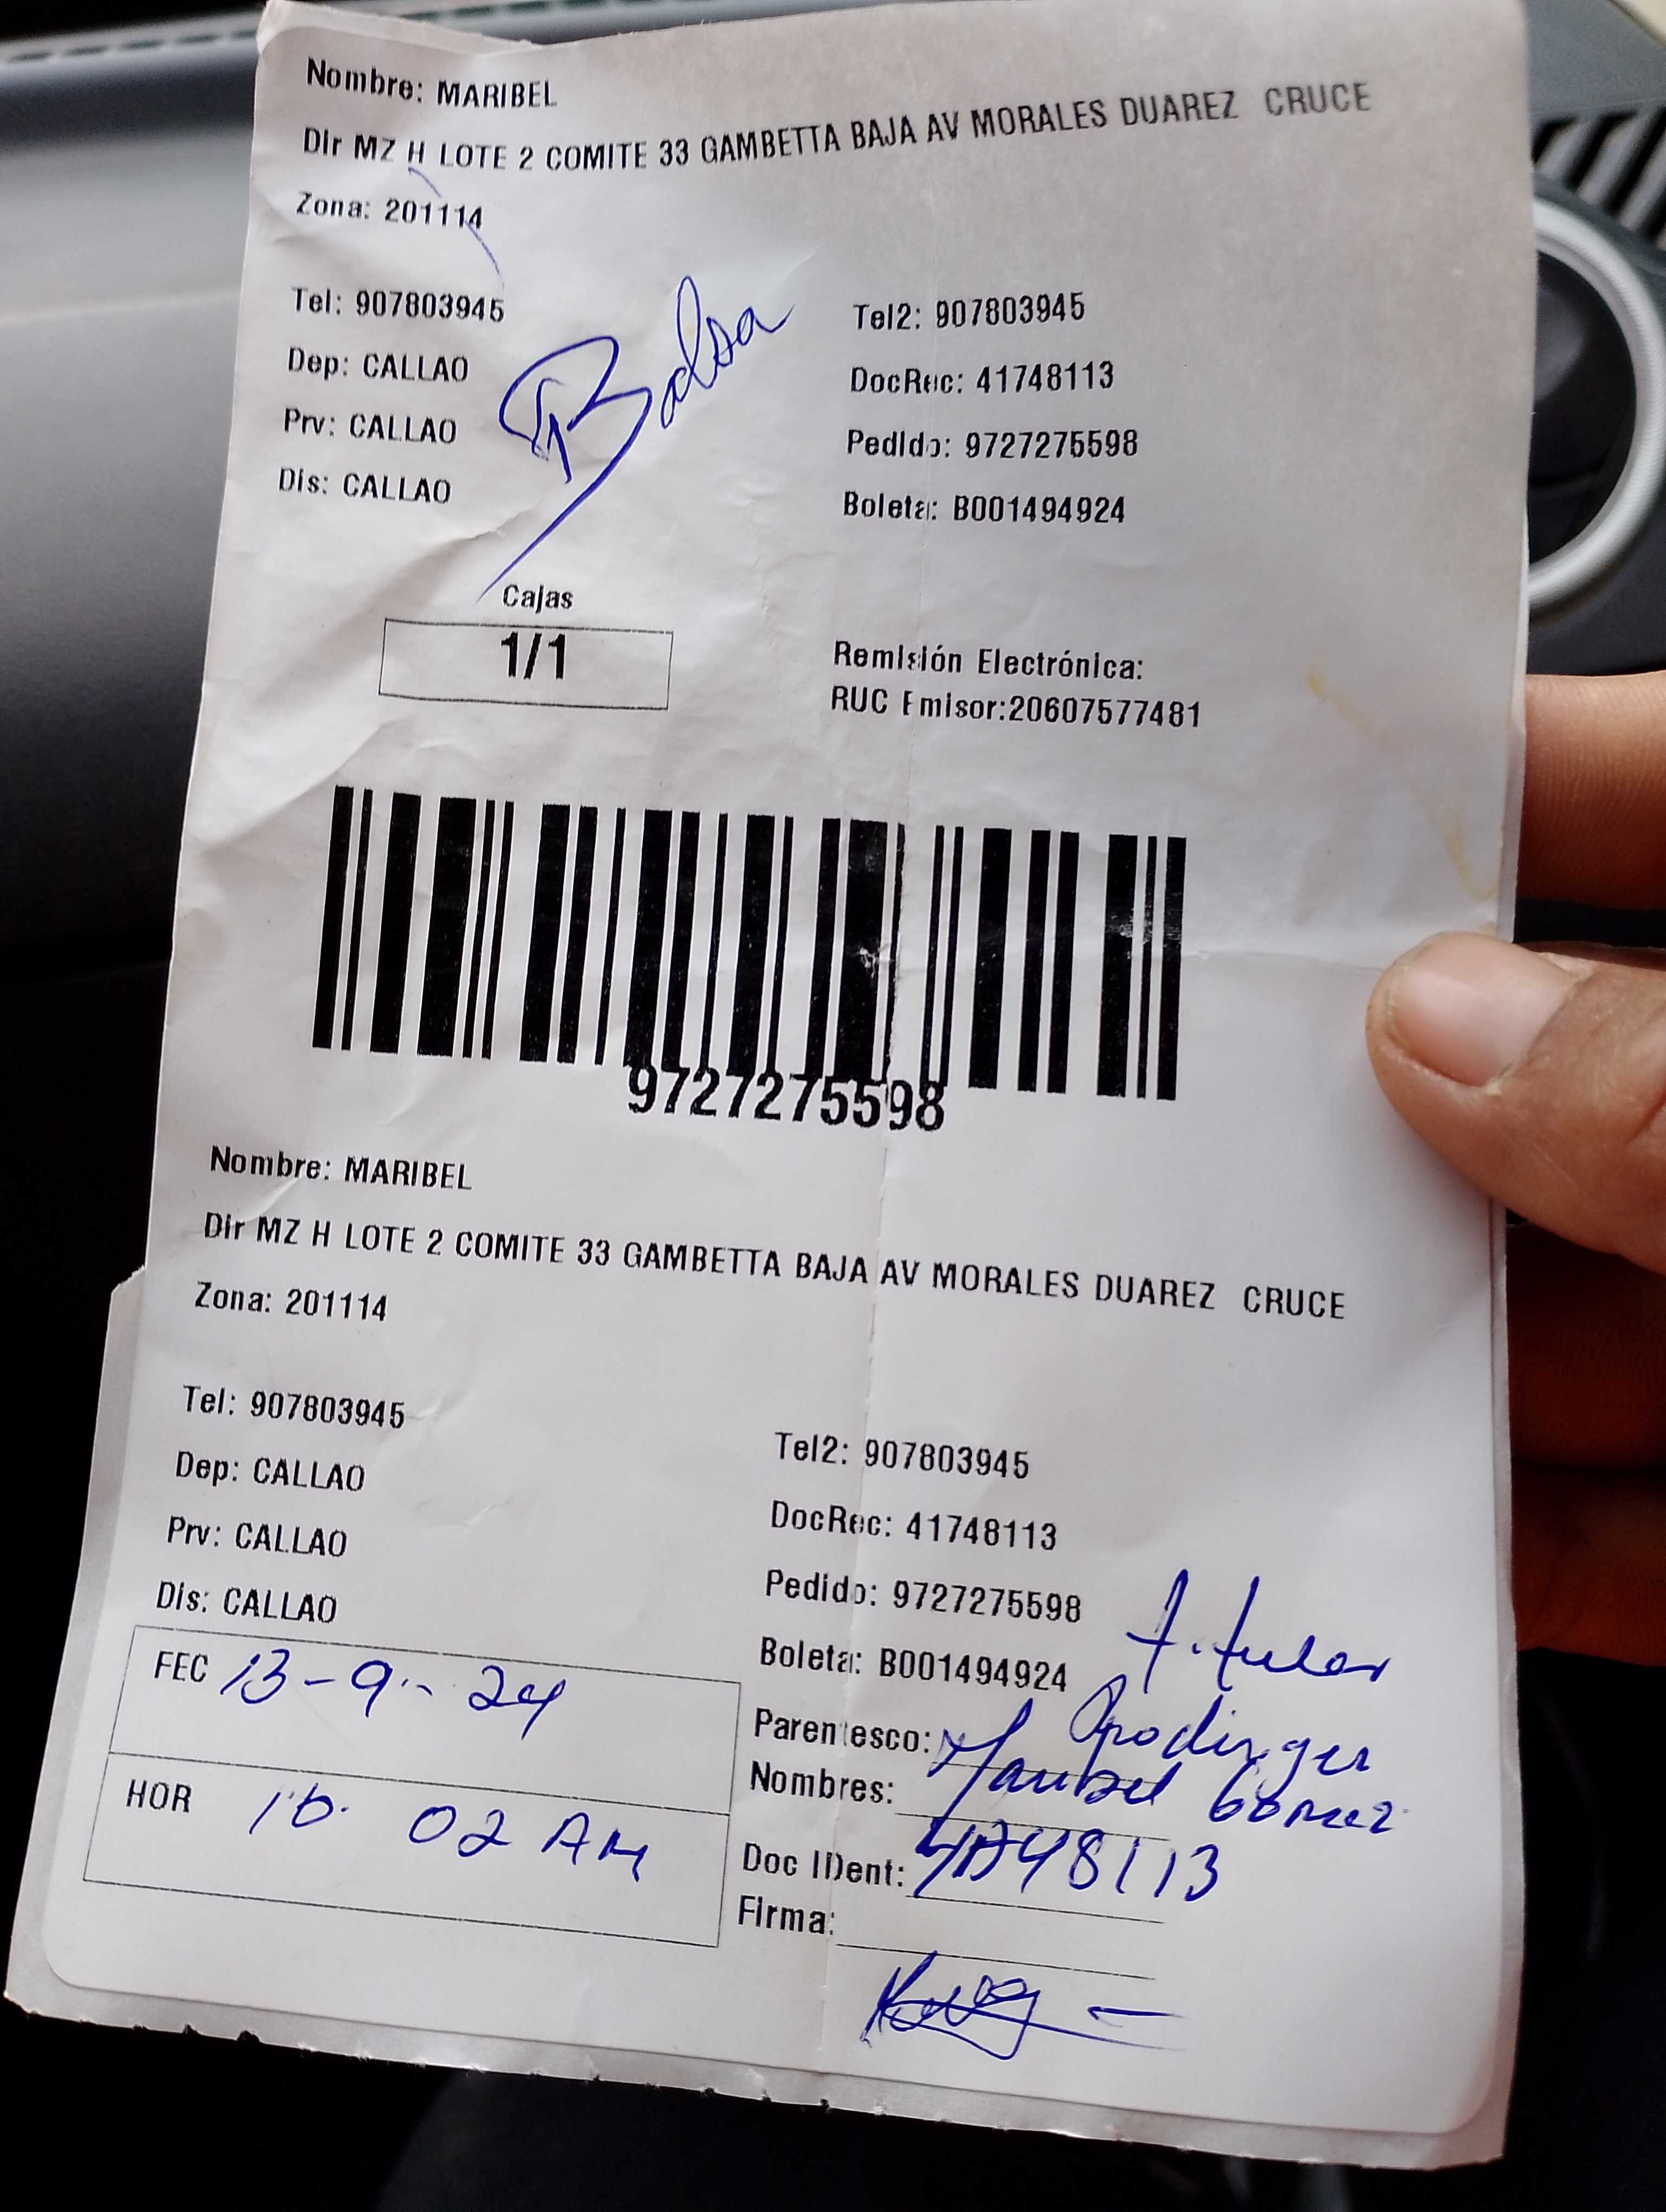 Nombre: MARIBEL
Dir MZ H LOTE 2 COMITE 33 GAMBETTA BAJA AV MORALES DUAREZ CRUCE
Zona: 201114
Tel: 907803945
Tel2: 907803945
Dep: CALLAO
DocRec: 41748113
Prv: CALLAO
Pedido: 9727275598
Dis: CALLAO
Boleta: B001494924
Bolsa
Cajas
1/1
Remisión Electrónica:
RUC Emisor:20607577481
9727275598
Nombre: MARIBEL
Dir MZ H LOTE 2 COMITE 33 GAMBETTA BAJA AV MORALES DUAREZ CRUCE
Zona: 201114
Tel: 907803945
Tel2: 907803945
Dep: CALLAO
DocRec: 41748113
Prv: CALLAO
Pedido: 9727275598
Dis: CALLAO
Boleta: B001494924
Titular
FEC 13-9-24
Parentesco:
Nombres: Maribel Gomez
HOR 10 02 AM
Doc IDent: 41748113
Firma: